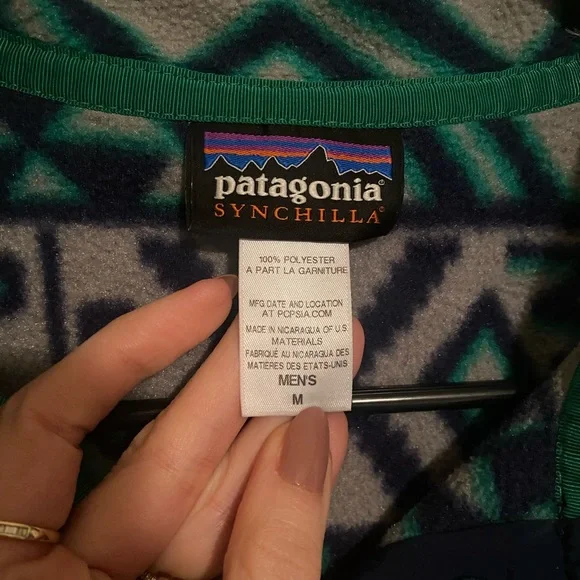 patagonia®
SYNCHILLA®
100% POLYESTER
A PART LA GARNITURE
MFG DATE AND LOCATION
AT PCPSIA.COM
MADE IN NICARAGUA OF U.S.
MATERIALS
FABRIQUÉ AU NICARAGUA DES
MATIÈRES DES ETATS-UNIS
MEN'S
M